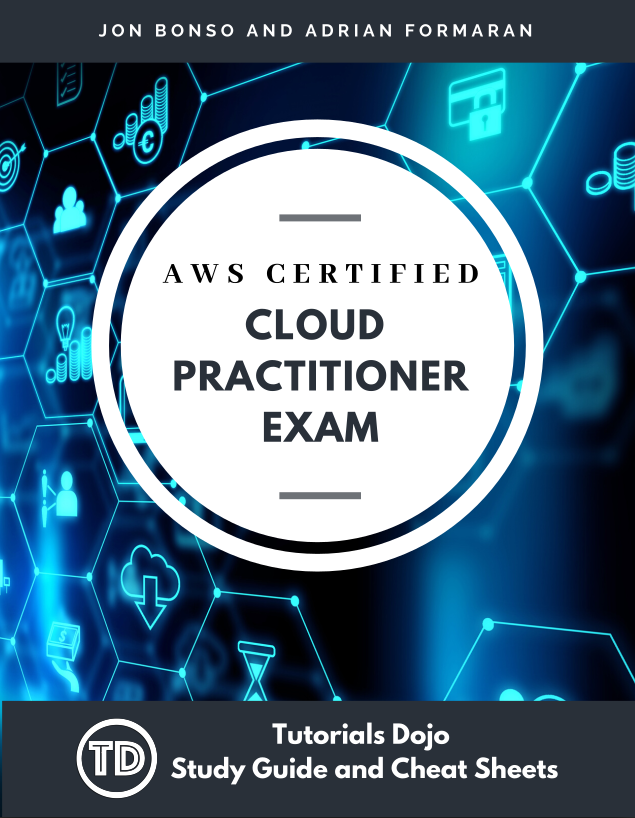 JON BONSO AND ADRIAN FORMARAN
AWS CERTIFIED
CLOUD
PRACTITIONER
EXAM
TD
Tutorials Dojo
Study Guide and Cheat Sheets